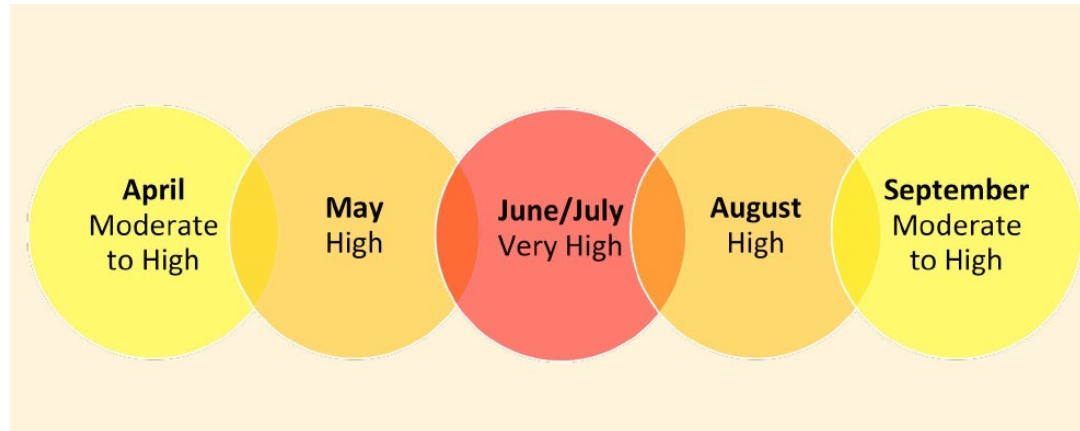 April
Moderate
to High
May
High
June/July
Very High
August
High
September
Moderate
to High